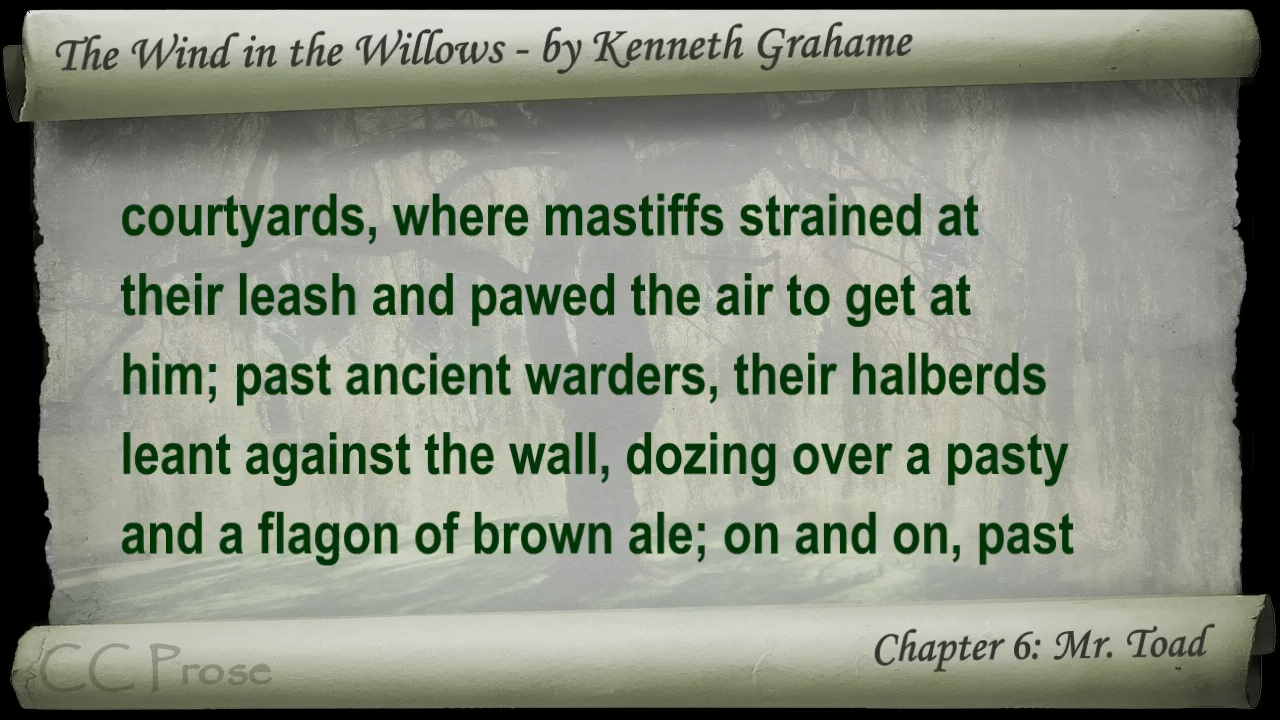 The Wind in the Willows - by Kenneth Grahame
courtyards, where mastiffs strained at
their leash and pawed the air to get at
him; past ancient warders, their halberds
leant against the wall, dozing over a pasty
and a flagon of brown ale; on and on, past
Chapter 6: Mr. Toad
CC Prose